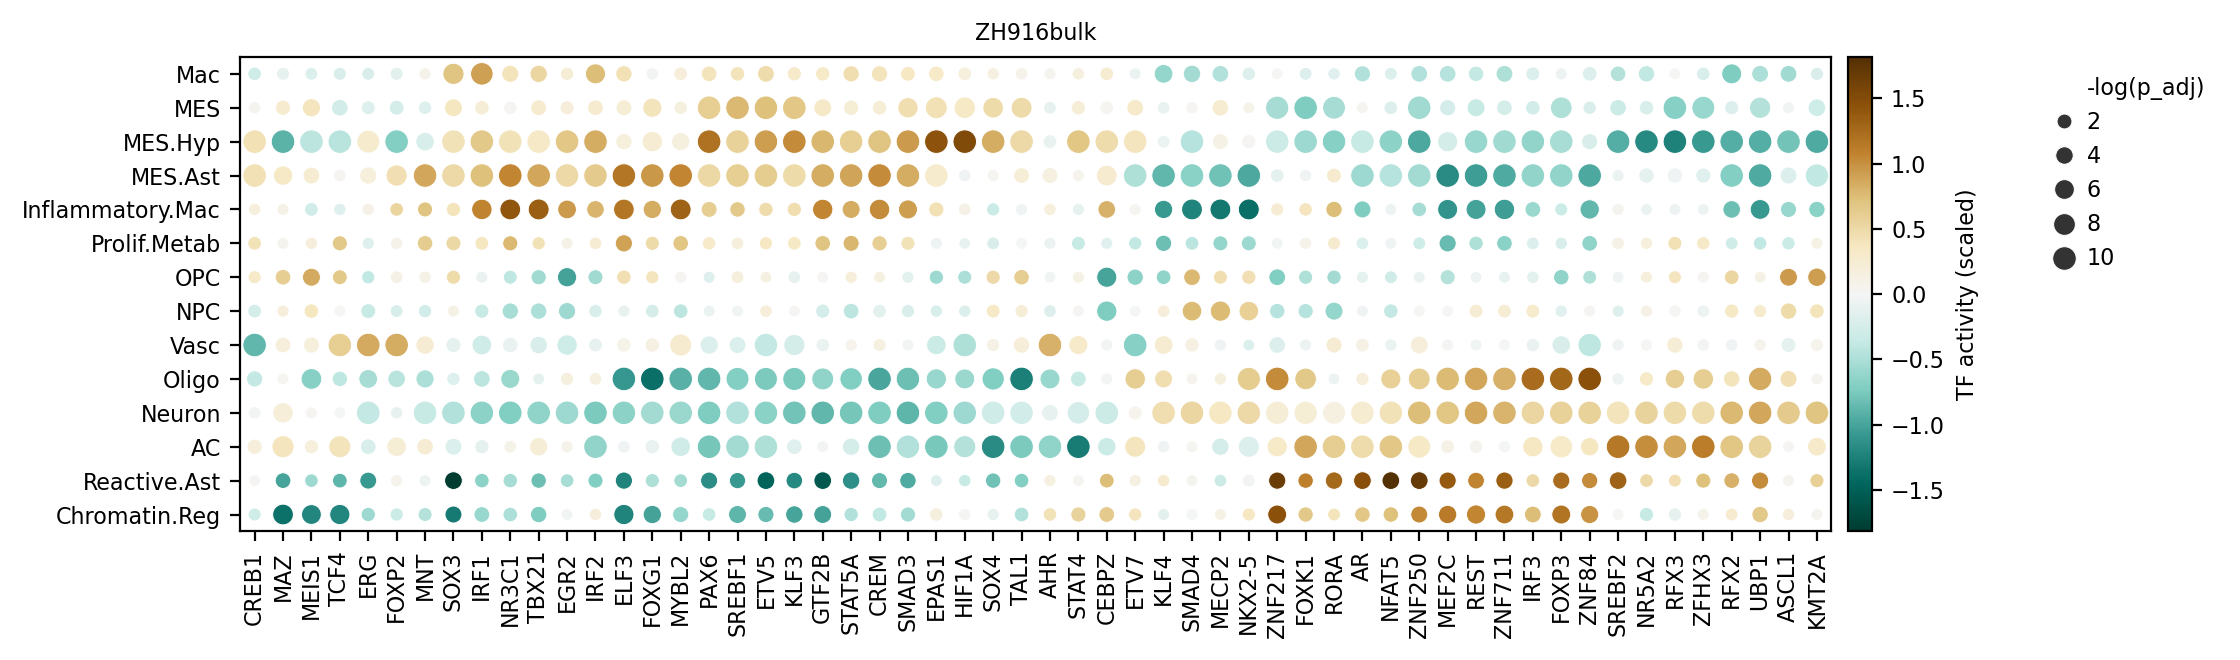 ZH916bulk
Mac
MES
MES.Hyp
MES.Ast
Inflammatory.Mac
Prolif.Metab
OPC
NPC
Vasc
Oligo
Neuron
AC
Reactive.Ast
Chromatin.Reg
CREB1
MAZ
MEIS1
TCF4
ERG
FOXP2
MNT
SOX3
IRF1
NR3C1
TBX21
EGR2
IRF2
ELF3
FOXG1
MYBL2
PAX6
SREBF1
ETV5
KLF3
GTF2B
STAT5A
CREM
SMAD3
EPAS1
HIF1A
SOX4
TAL1
AHR
STAT4
CEBPZ
ETV7
KLF4
SMAD4
MECP2
NKX2-5
ZNF217
FOXK1
RORA
AR
NFAT5
ZNF250
MEF2C
REST
ZNF711
IRF3
FOXP3
ZNF84
SREBF2
NR5A2
RFX3
ZFHX3
RFX2
UBP1
ASCL1
KMT2A
1.5
1.0
0.5
0.0
−0.5
−1.0
−1.5
TF activity (scaled)
-log(p_adj)
2
4
6
8
10